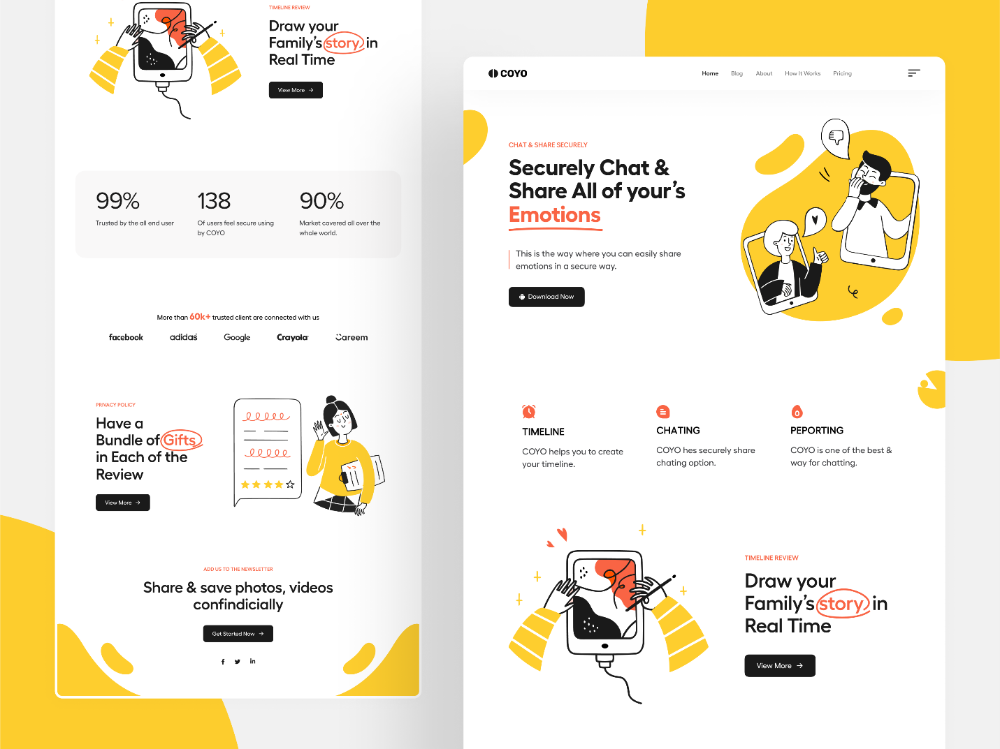 TIMELINE REVIEW
Draw your
Family's story in
Real Time
View More
99%
Trusted by the all end user
138
Of users feel secure using
by COYO
90%
Market covered all over the
whole world.
More than 60k+ trusted client are connected with us
facebook
adidas
Google
Crayola
Careem
PRIVACY POLICY
Have a
Bundle of Gifts
in Each of the
Review
View More
ADD US TO THE NEWSLETTER
Share & save photos, videos
confindicially
Get Started Now
COYO
Home
Blog
About
How It Works
Pricing
CHAT & SHARE SECURELY
Securely Chat &
Share All of your's
Emotions
This is the way where you can easily share
emotions in a secure way.
Download Now
TIMELINE
COYO helps you to create
your timeline.
CHATING
COYO hes securely share
chating option.
PEPORTING
COYO is one of the best &
way for chatting.
TIMELINE REVIEW
Draw your
Family's story in
Real Time
View More